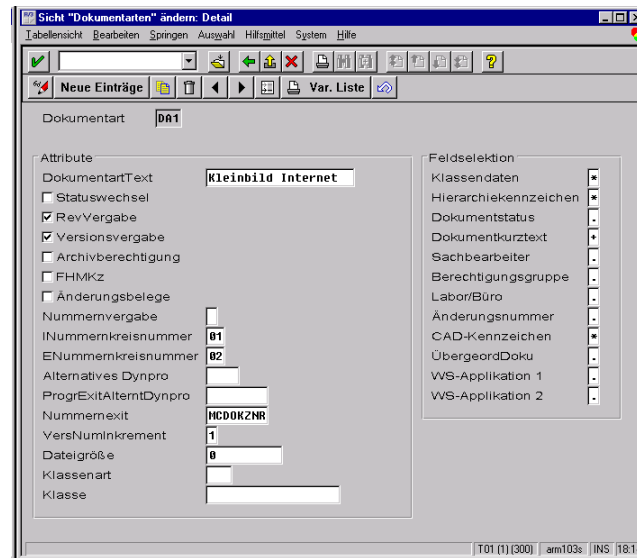 Sicht "Dokumentarten" ändern: Detail
Tabellensicht Bearbeiten Springen Auswahl Hilfsmittel System Hilfe
Neue Einträge Var. Liste
Dokumentart DA1
Attribute
DokumentartText Kleinbild Internet
Statuswechsel
RevVergabe
Versionsvergabe
Archivberechtigung
FHMKz
Änderungsbelege
Nummernvergabe
INummernkreisnummer 01
ENummernkreisnummer 02
Alternatives Dynpro
ProgrExitAlterntDynpro
Nummernexit MCDOKZNR
VersNumInkrement 1
Dateigröße 0
Klassenart
Klasse
Feldselektion
Klassendaten *
Hierarchiekennzeichen *
Dokumentstatus .
Dokumentkurztext +
Sachbearbeiter .
Berechtigungsgruppe .
Labor/Büro .
Änderungsnummer .
CAD-Kennzeichen *
ÜbergeordDoku .
WS-Applikation 1 .
WS-Applikation 2 .
T01 (1) (300) arm103s INS